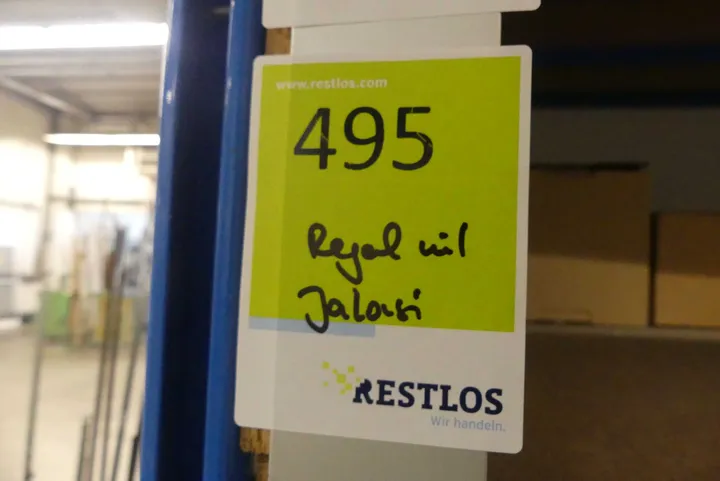 www.restlos.com
495
Regal mit
Jalousi
RESTLOS
Wir handeln.